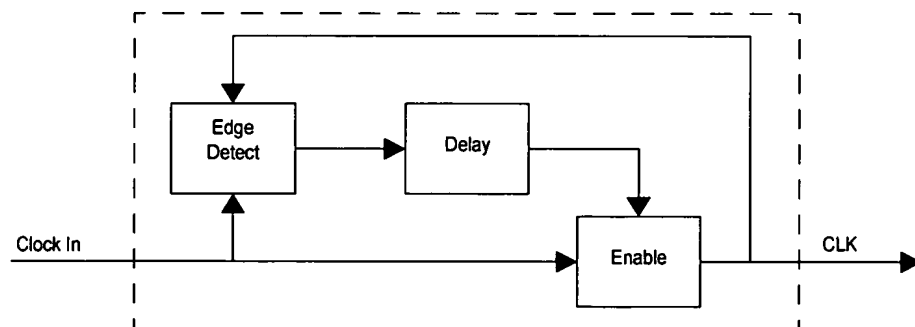 Edge
Detect
Delay
Clock In
Enable
CLK